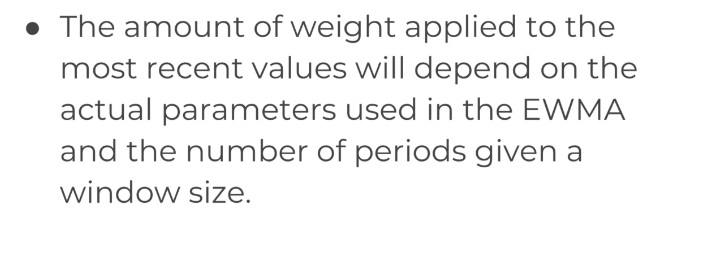 ● The amount of weight applied to the
most recent values will depend on the
actual parameters used in the EWMA
and the number of periods given a
window size.